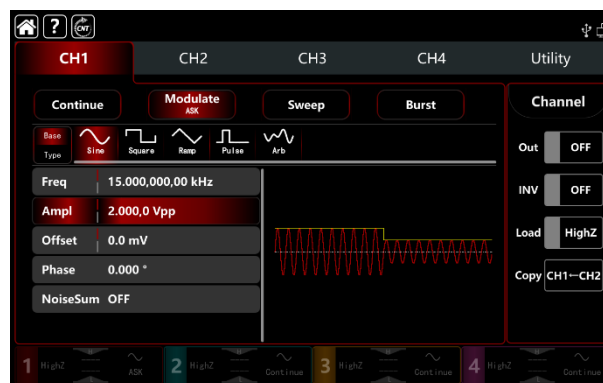 ? CNT
CH1 CH2 CH3 CH4 Utility
Continue Modulate Sweep Burst Channel
ASK
Base
Type Sine Square Ramp Pulse Arb
Out OFF
Freq 15.000,000,00 kHz
INV OFF
Ampl 2.000,0 Vpp
Offset 0.0 mV
Load HighZ
Phase 0.000 °
Copy CH1←CH2
NoiseSum OFF
1 HighZ ASK 2 HighZ Continue 3 HighZ Continue 4 HighZ Continue